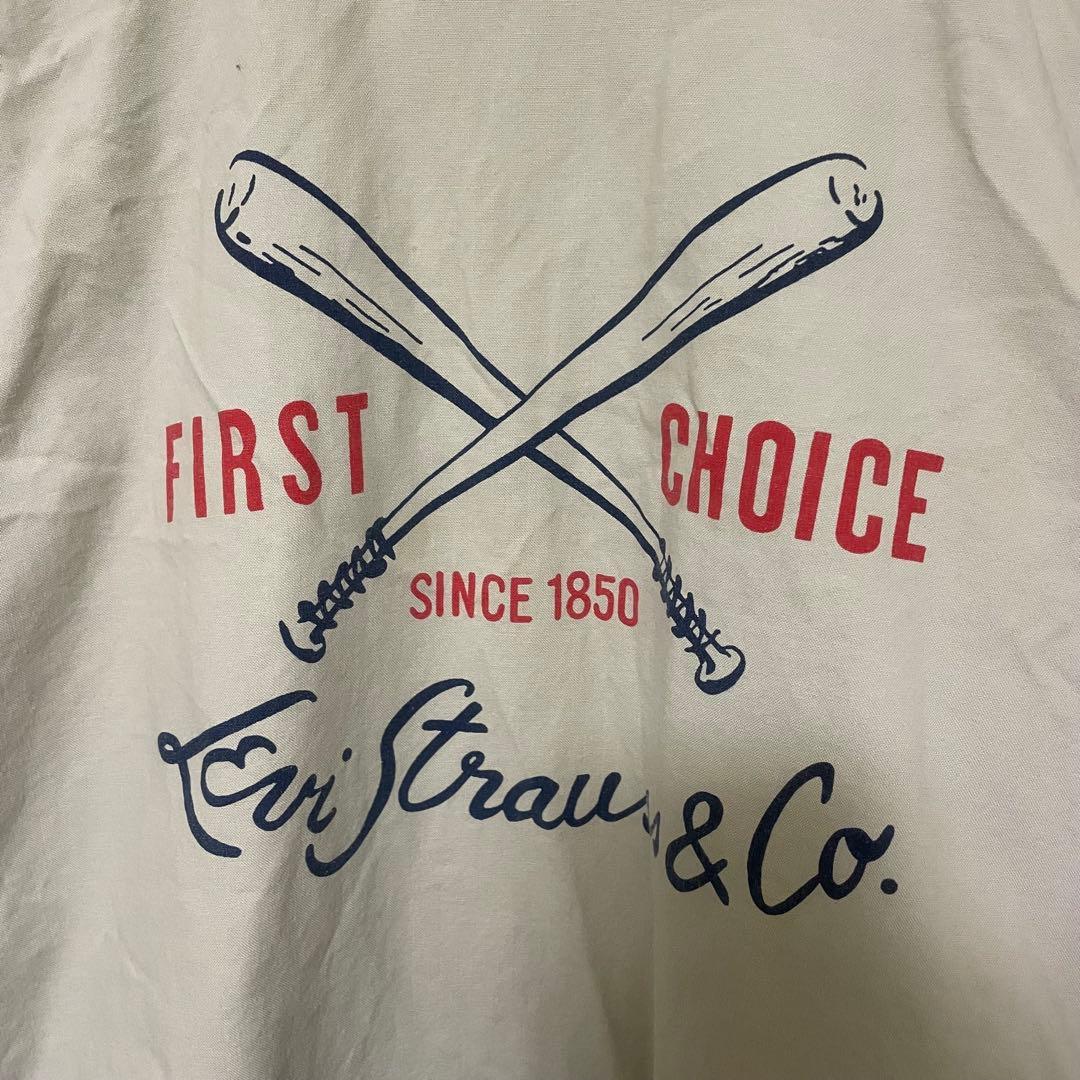 FIRST CHOICE
SINCE 1850
Levi Strauss & Co.